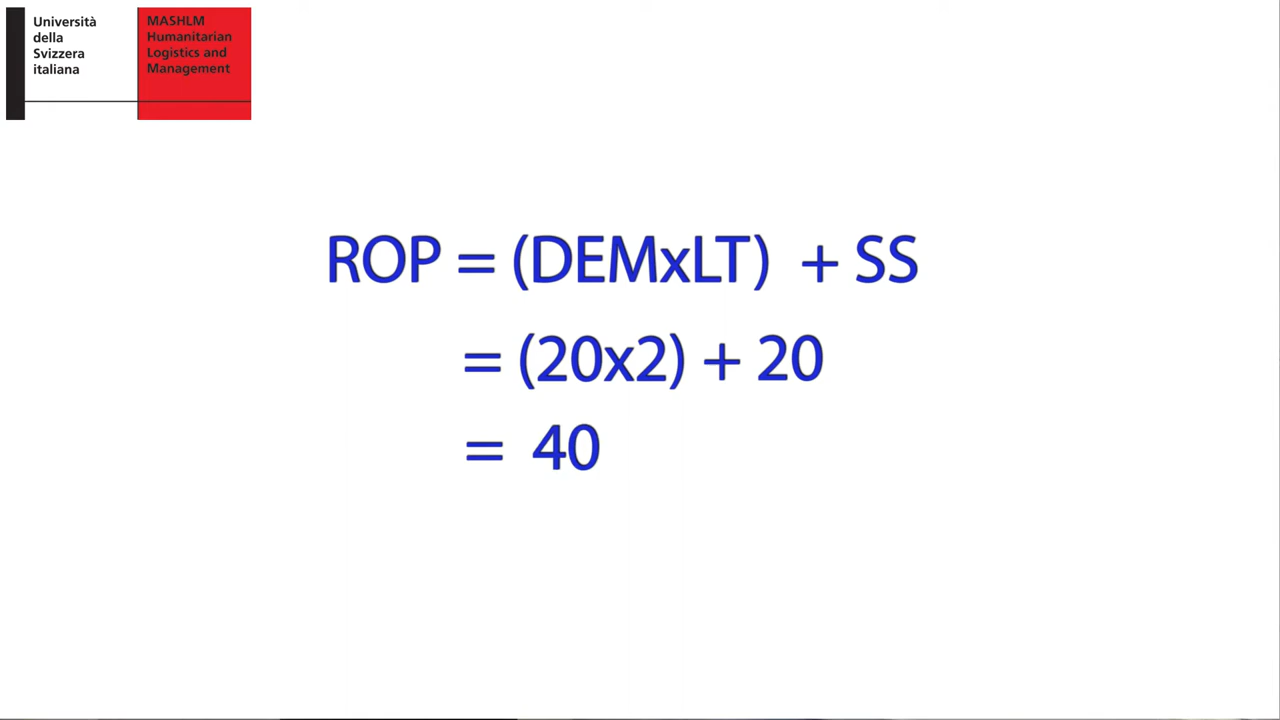 Università
della
Svizzera
italiana
MASHLM
Humanitarian
Logistics and
Management
ROP = (DEMxLT) + SS
= (20x2) + 20
= 40